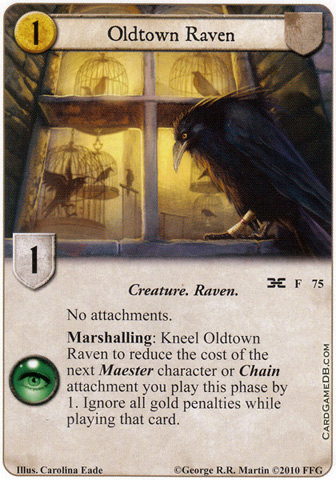 1
Oldtown Raven
1
Creature. Raven.
F 75
No attachments.
Marshalling: Kneel Oldtown
Raven to reduce the cost of the
next Maester character or Chain
attachment you play this phase by
1. Ignore all gold penalties while
playing that card.
CARDGAMEDB.COM
Illus. Carolina Eade
©George R.R. Martin ©2010 FFG